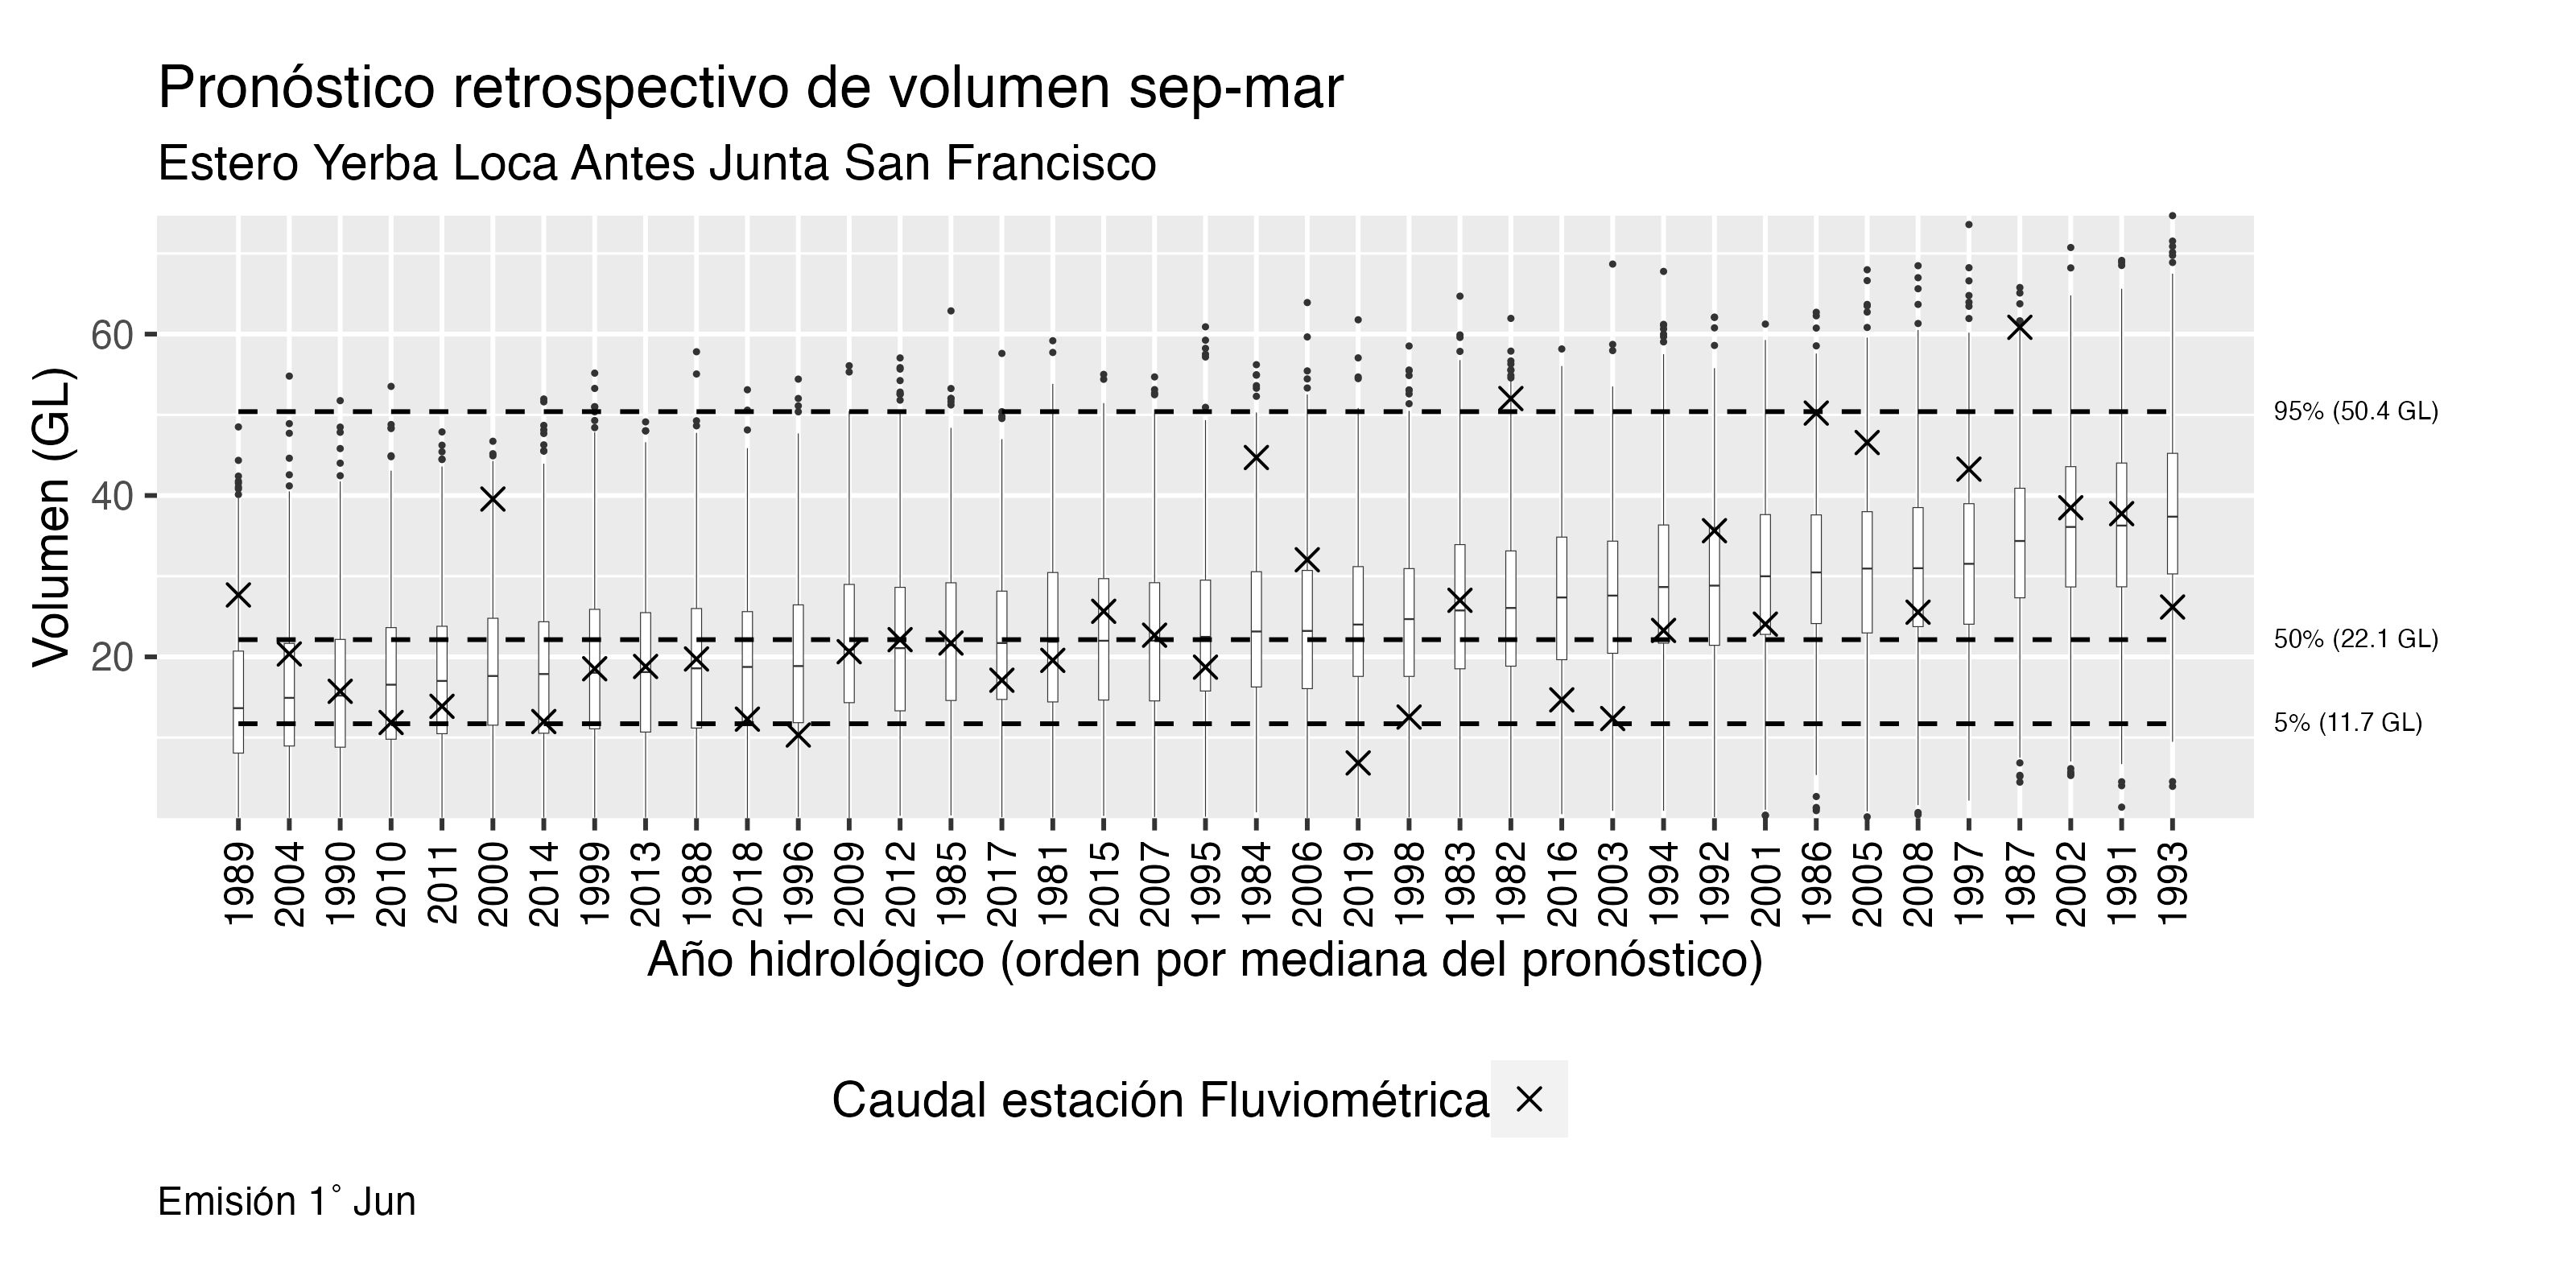 Pronóstico retrospectivo de volumen sep-mar
Estero Yerba Loca Antes Junta San Francisco
Volumen (GL)
60
40
20
95% (50.4 GL)
50% (22.1 GL)
5% (11.7 GL)
1989 2004 1990 2010 2011 2000 2014 1999 2013 1988 2018 1996 2009 2012 1985 2017 1981 2015 2007 1995 1984 2006 2019 1998 1983 1982 2016 2003 1994 1992 2001 1986 2005 2008 1997 1987 2002 1991 1993
Año hidrológico (orden por mediana del pronóstico)
Caudal estación Fluviométrica
Emisión 1° Jun